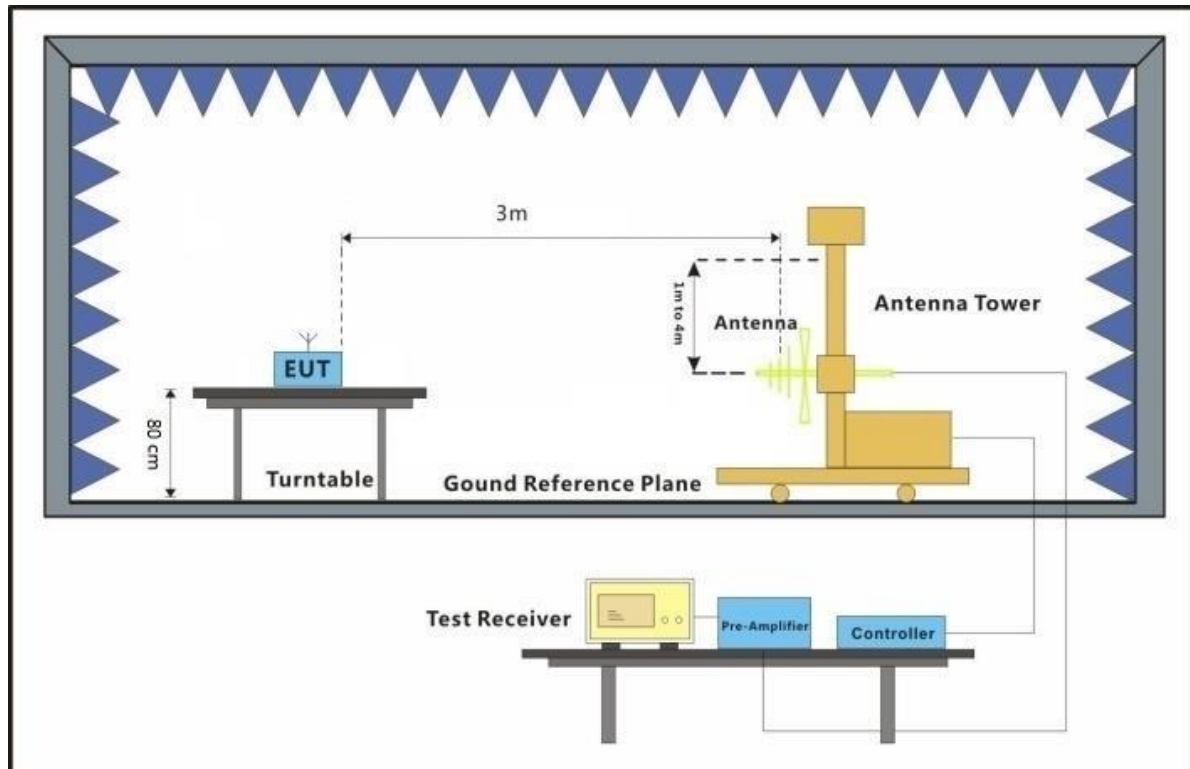 3m
1m to 4m
Antenna Tower
Antenna
EUT
80 cm
Turntable
Gound Reference Plane
Test Receiver
Pre-Amplifier
Controller